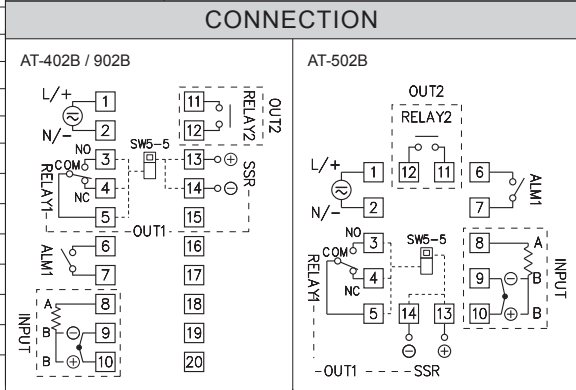 CONNECTION
AT-402B / 902B
L/+
N/-
1
2
NO
COM
NC
RELAY1
3
4
5
SW5-5
11
12
RELAY2
OUT2
13
14
⊕
⊖
SSR
15
OUT1
ALM1
6
7
16
17
INPUT
A
B
B
⊖
⊕
8
9
10
18
19
20
AT-502B
OUT2
RELAY2
12
11
L/+
N/-
1
2
6
7
ALM1
NO
COM
NC
RELAY1
3
4
5
SW5-5
14
13
⊖
⊕
OUT1
SSR
8
9
10
A
B
B
⊖
⊕
INPUT